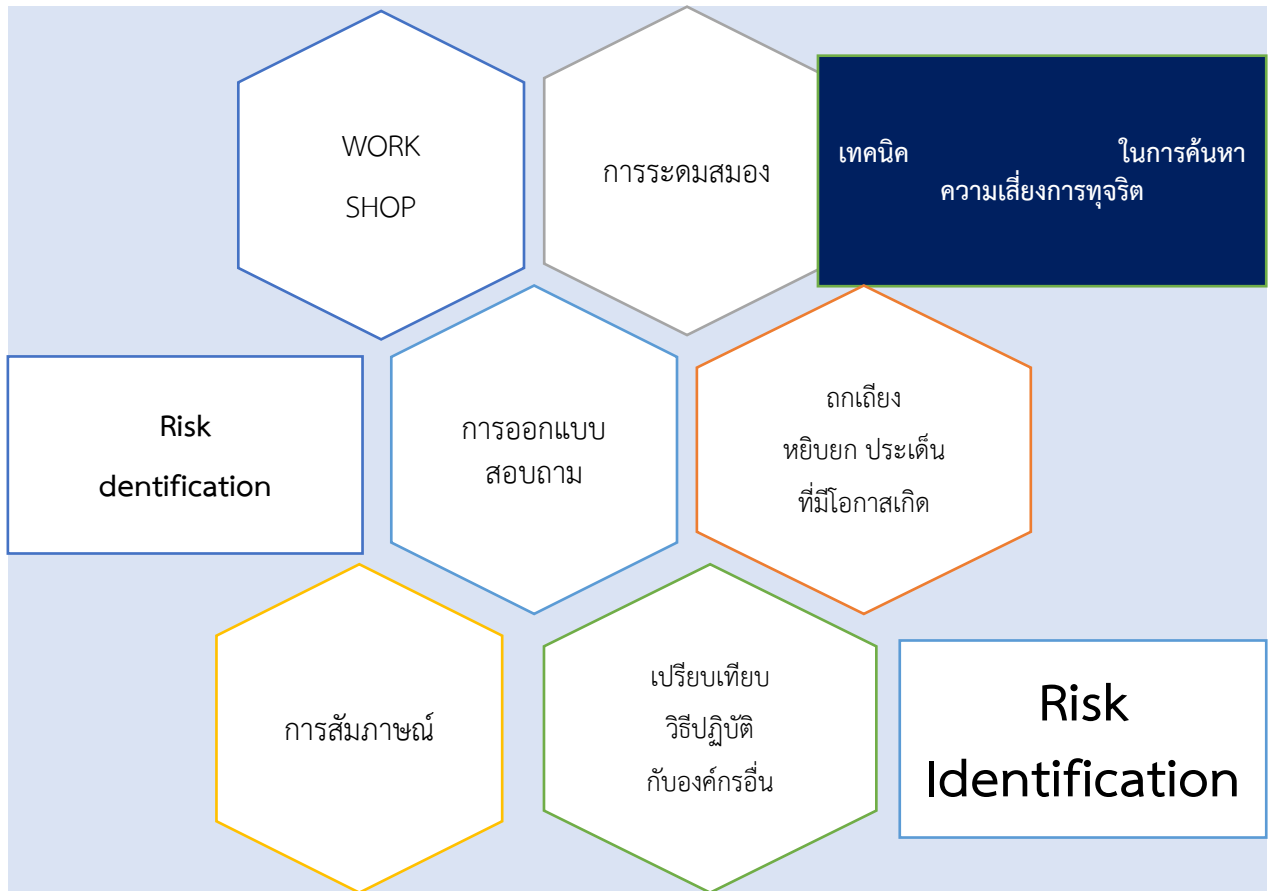 WORK
SHOP
การระดมสมอง
เทคนิค ในการค้นหา
ความเสี่ยงการทุจริต
Risk
dentification
การออกแบบ
สอบถาม
ถกเถียง
หยิบยก ประเด็น
ที่มีโอกาสเกิด
การสัมภาษณ์
เปรียบเทียบ
วิธีปฏิบัติ
กับองค์กรอื่น
Risk
Identification